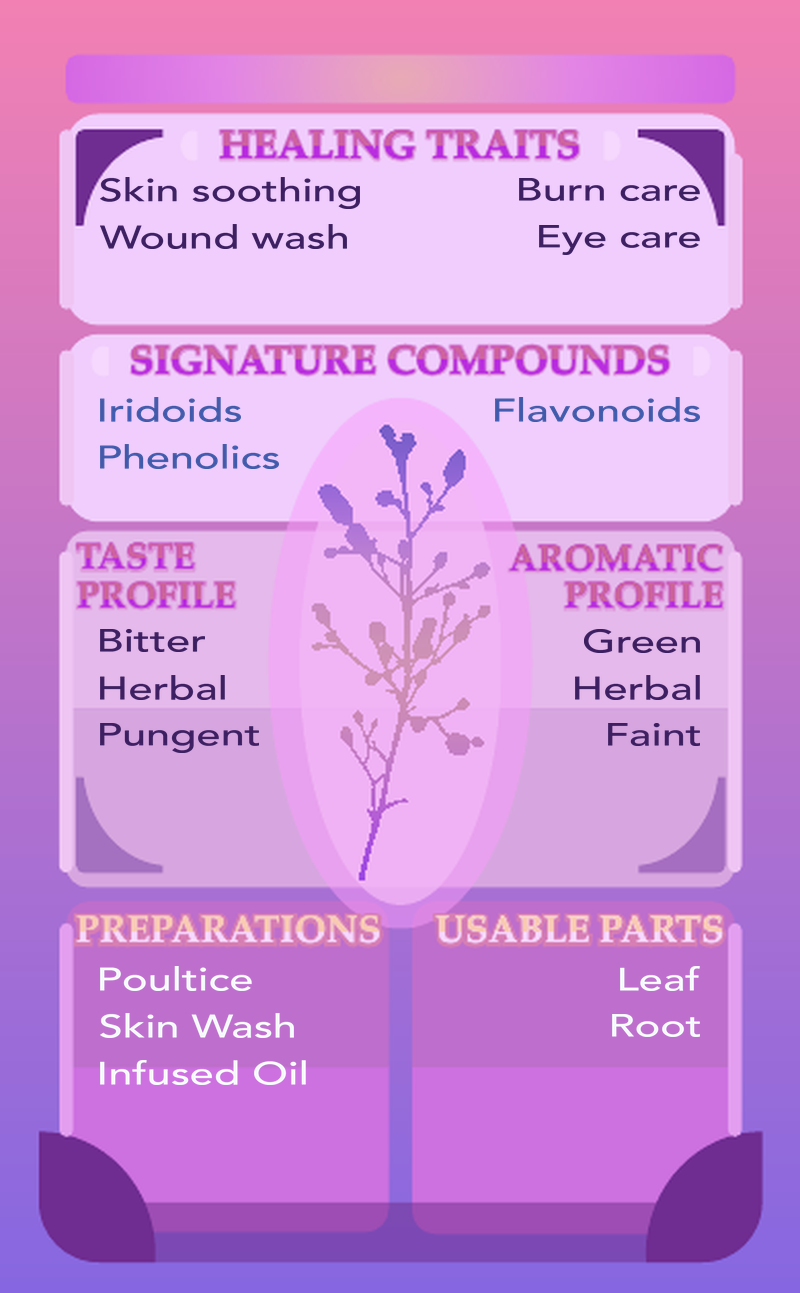 HEALING TRAITS
Skin soothing
Burn care
Wound wash
Eye care
SIGNATURE COMPOUNDS
Iridoids
Flavonoids
Phenolics
TASTE
PROFILE
Bitter
Herbal
Pungent
AROMATIC
PROFILE
Green
Herbal
Faint
PREPARATIONS
Poultice
Skin Wash
Infused Oil
USABLE PARTS
Leaf
Root